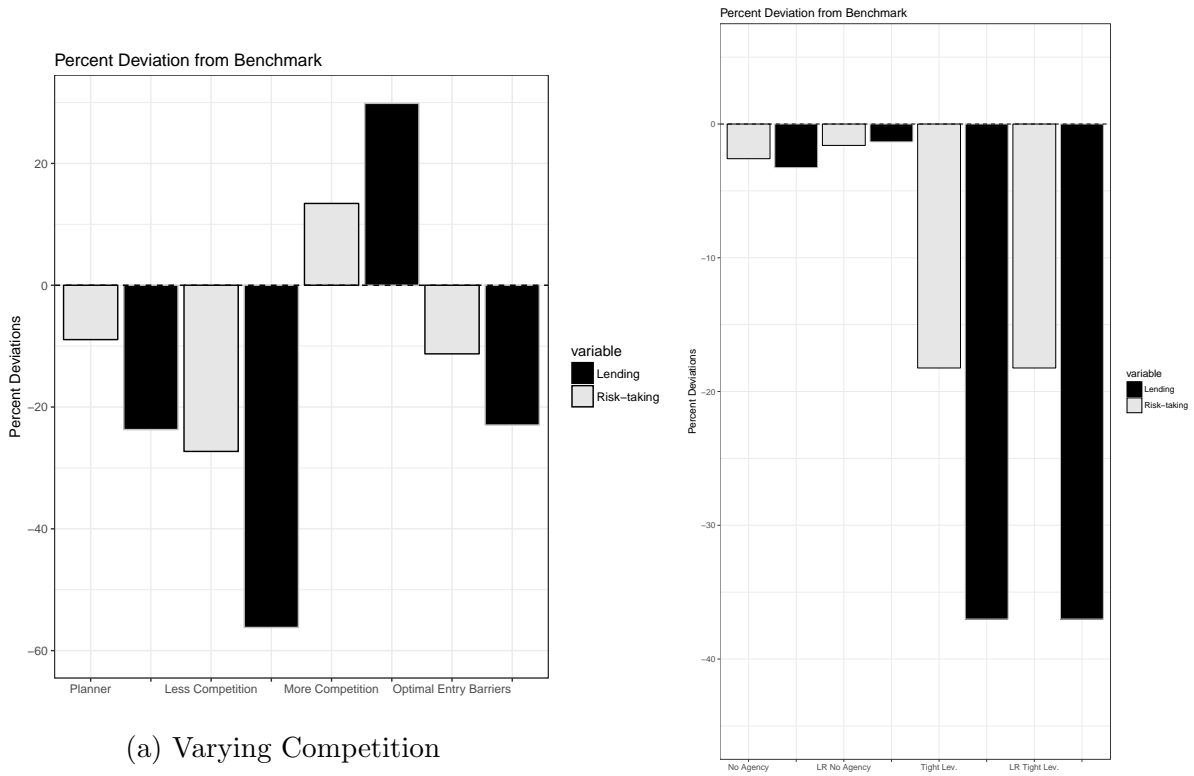 Percent Deviation from Benchmark
Percent Deviations
20
0
−20
−40
−60
Planner
Less Competition
More Competition
Optimal Entry Barriers
variable
Lending
Risk−taking
(a) Varying Competition
Percent Deviation from Benchmark
Percent Deviations
0
−10
−20
−30
−40
No Agency
LR No Agency
Tight Lev.
LR Tight Lev.
variable
Lending
Risk−taking